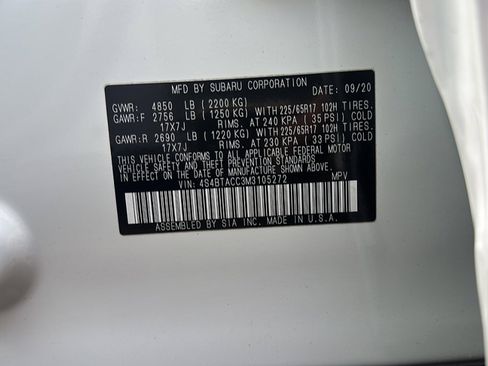 MFD BY SUBARU CORPORATION DATE: 09/20
GVWR: 4850 LB (2200 KG)
GAWR:F 2756 LB (1250 KG) WITH 225/65R17 102H TIRES.
17X7J RIMS. AT 240 KPA (35 PSI) COLD
GAWR:R 2690 LB (1220 KG) WITH 225/65R17 102H TIRES.
17X7J RIMS. AT 230 KPA (33 PSI) COLD
THIS VEHICLE CONFORMS TO ALL APPLICABLE FEDERAL MOTOR
VEHICLE SAFETY AND THEFT PREVENTION STANDARDS IN EFFECT
ON THE DATE OF MANUFACTURE SHOWN ABOVE.
VIN: 4S4BTACC3M3105272 MPV
ASSEMBLED BY SIA INC. MADE IN U.S.A.